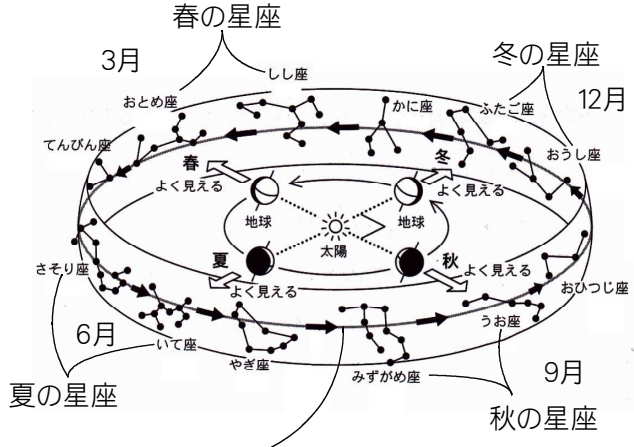 春の星座
3月
冬の星座
12月
しし座
おとめ座
かに座
ふたご座
てんびん座
おうし座
春
よく見える
冬
よく見える
地球
地球
太陽
夏
よく見える
秋
よく見える
さそり座
おひつじ座
6月
いて座
やぎ座
みずがめ座
うお座
9月
夏の星座
秋の星座